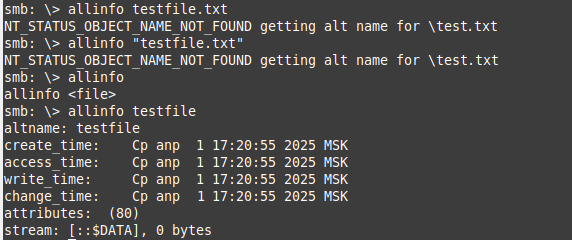 smb: \> allinfo testfile.txt
NT_STATUS_OBJECT_NAME_NOT_FOUND getting alt name for \test.txt
smb: \> allinfo "testfile.txt"
NT_STATUS_OBJECT_NAME_NOT_FOUND getting alt name for \test.txt
smb: \> allinfo
allinfo <file>
smb: \> allinfo testfile
altname: testfile
create_time:    Ср апр  1 17:20:55 2025 MSK
access_time:    Ср апр  1 17:20:55 2025 MSK
write_time:     Ср апр  1 17:20:55 2025 MSK
change_time:    Ср апр  1 17:20:55 2025 MSK
attributes:  (80)
stream: [::$DATA], 0 bytes